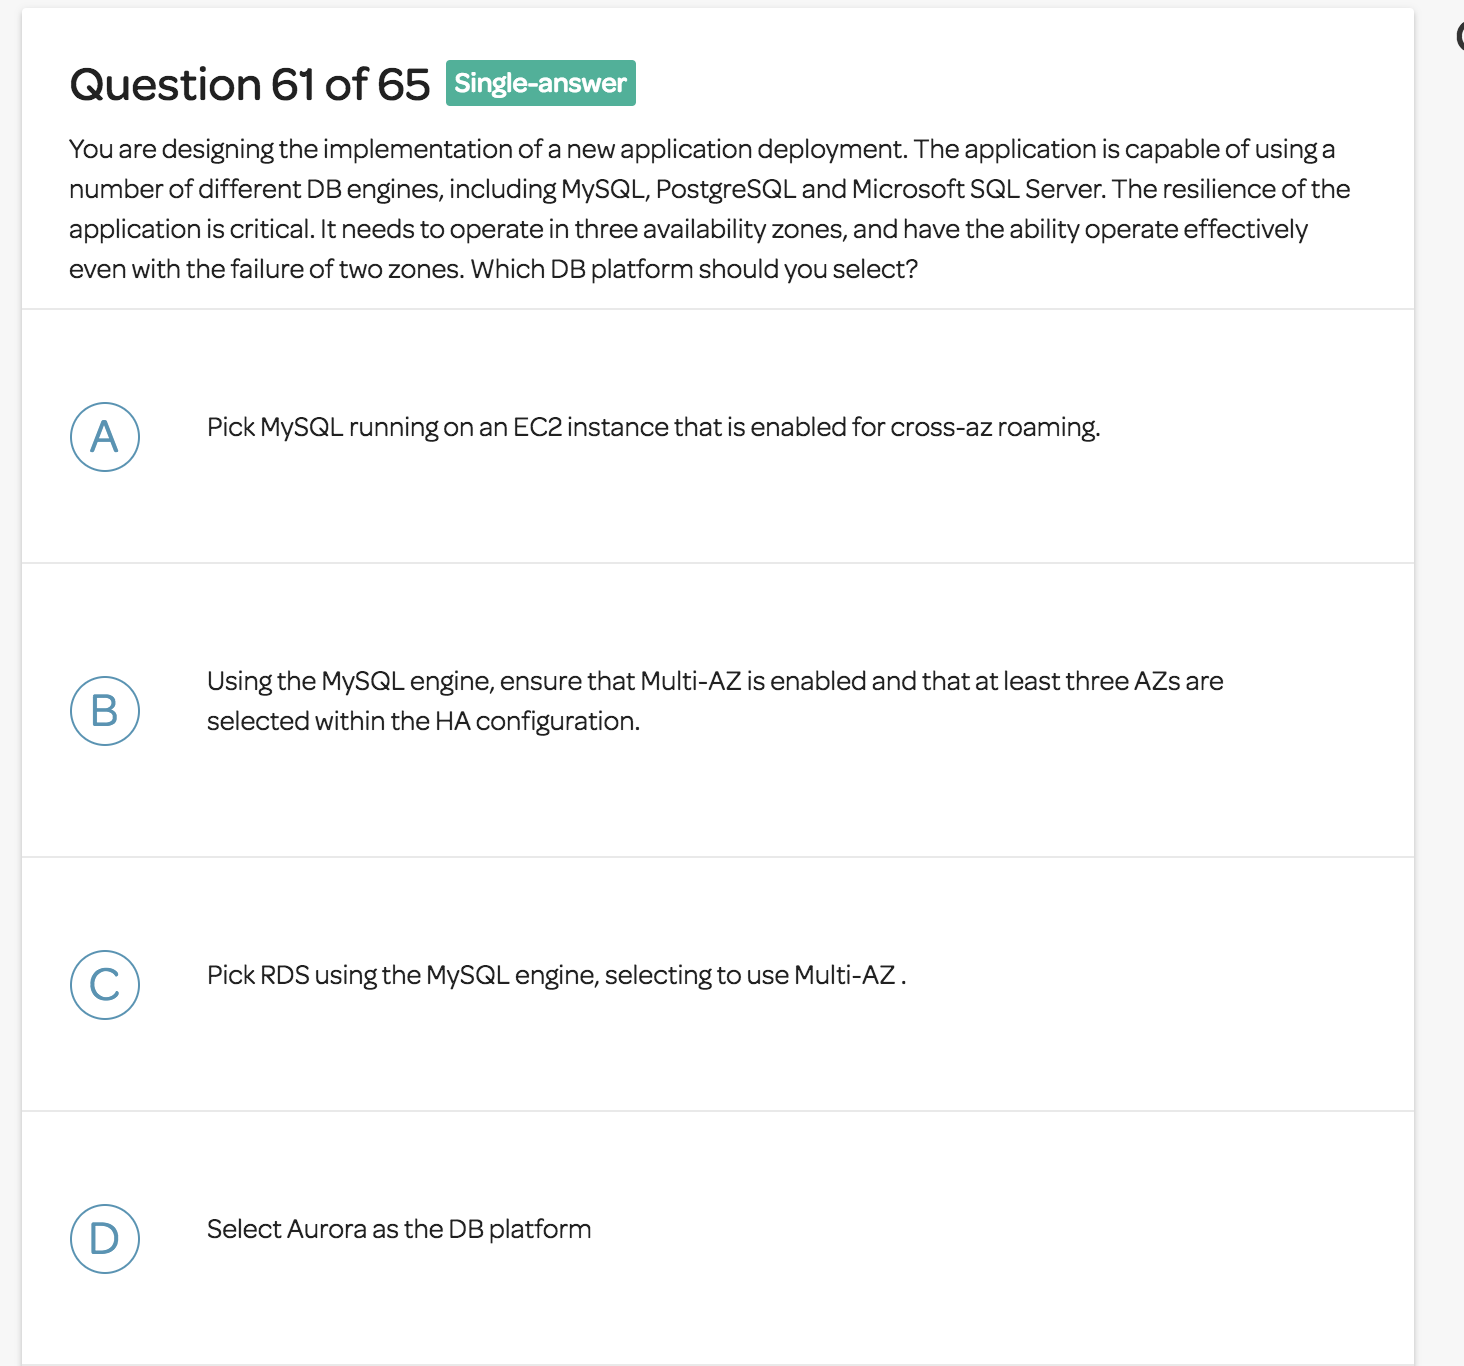 Question 61 of 65 Single-answer
You are designing the implementation of a new application deployment. The application is capable of using a
number of different DB engines, including MySQL, PostgreSQL and Microsoft SQL Server. The resilience of the
application is critical. It needs to operate in three availability zones, and have the ability operate effectively
even with the failure of two zones. Which DB platform should you select?
A
Pick MySQL running on an EC2 instance that is enabled for cross-az roaming.
B
Using the MySQL engine, ensure that Multi-AZ is enabled and that at least three AZs are
selected within the HA configuration.
C
Pick RDS using the MySQL engine, selecting to use Multi-AZ .
D
Select Aurora as the DB platform